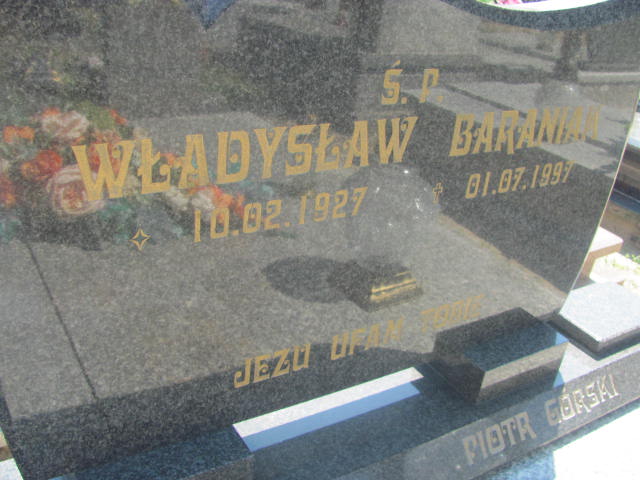 Ś. P.
WŁADYSŁAW BARANIAK
10.02.1927 01.07.1997
JEZU UFAM TOBIE
PIOTR GÓRSKI